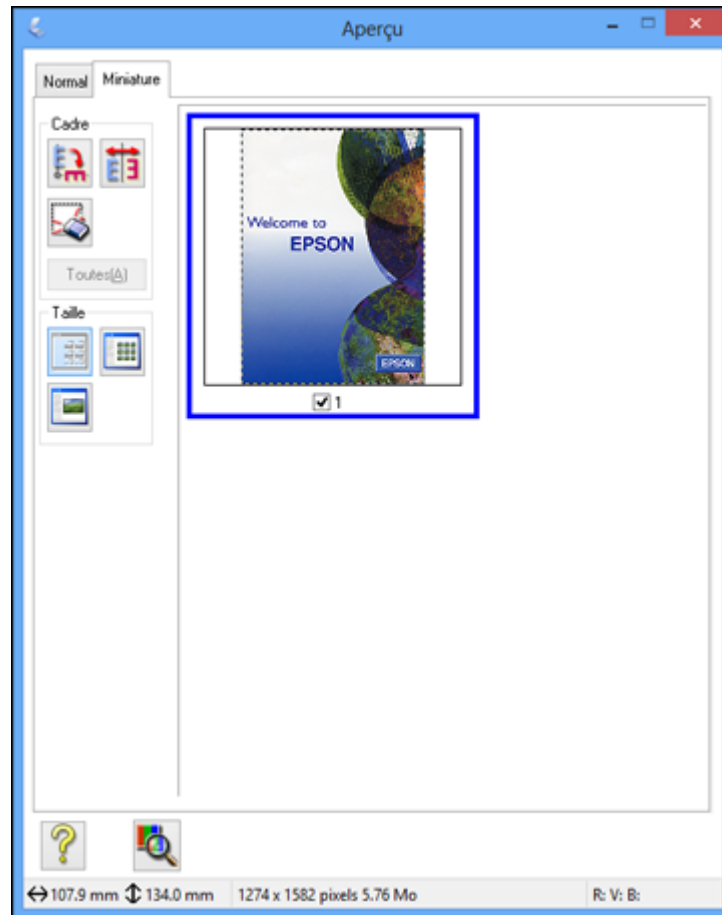 Aperçu
Normal Miniature
Cadre
Toutes(A)
Taille
Welcome to
EPSON
EPSON
1
107.9 mm 134.0 mm 1274 x 1582 pixels 5.76 Mo R: V: B: